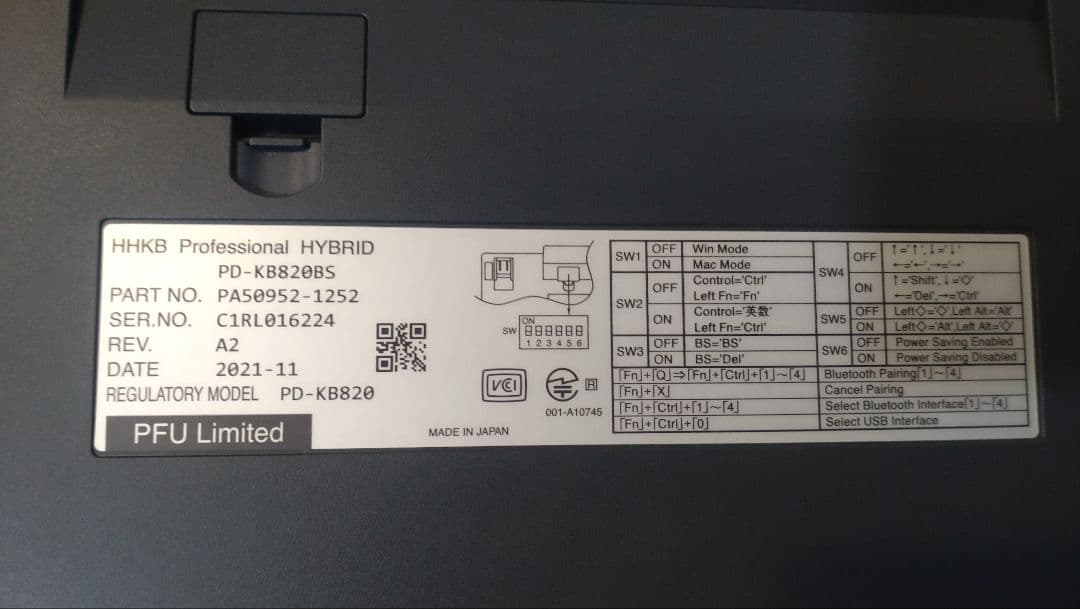 HHKB Professional HYBRID
PD-KB820BS
PART NO. PA50952-1252
SER.NO. C1RL016224
REV. A2
DATE 2021-11
REGULATORY MODEL PD-KB820
PFU Limited
MADE IN JAPAN
ON
SW
1 2 3 4 5 6
VCI
R
001-A10745
SW1 OFF Win Mode
ON Mac Mode
SW2 OFF Control='Ctrl'
Left Fn='Fn'
ON Control='英数'
Left Fn='Ctrl'
SW3 OFF BS='BS'
ON BS='Del'
SW4 OFF ↑='↑',↓='↓'
←='←',→='→'
ON ↑='Shift',↓='◇'
←='Del',→='Ctrl'
SW5 OFF Left◇='◇',Left Alt='Alt'
ON Left◇='Alt',Left Alt='◇'
SW6 OFF Power Saving Enabled
ON Power Saving Disabled
「Fn」+「Q」⇒「Fn」+「Ctrl」+「1」~「4」 Bluetooth Pairing「1」~「4」
「Fn」+「X」 Cancel Pairing
「Fn」+「Ctrl」+「1」~「4」 Select Bluetooth Interface「1」~「4」
「Fn」+「Ctrl」+「0」 Select USB Interface